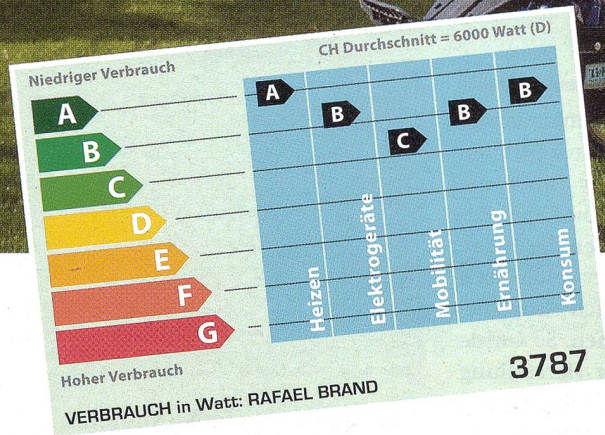 Niedriger Verbrauch
CH Durchschnitt = 6000 Watt (D)
A
B
C
D
E
F
G
A
B
C
B
B
Heizen
Elektrogeräte
Mobilität
Ernährung
Konsum
Hoher Verbrauch
3787
VERBRAUCH in Watt: RAFAEL BRAND